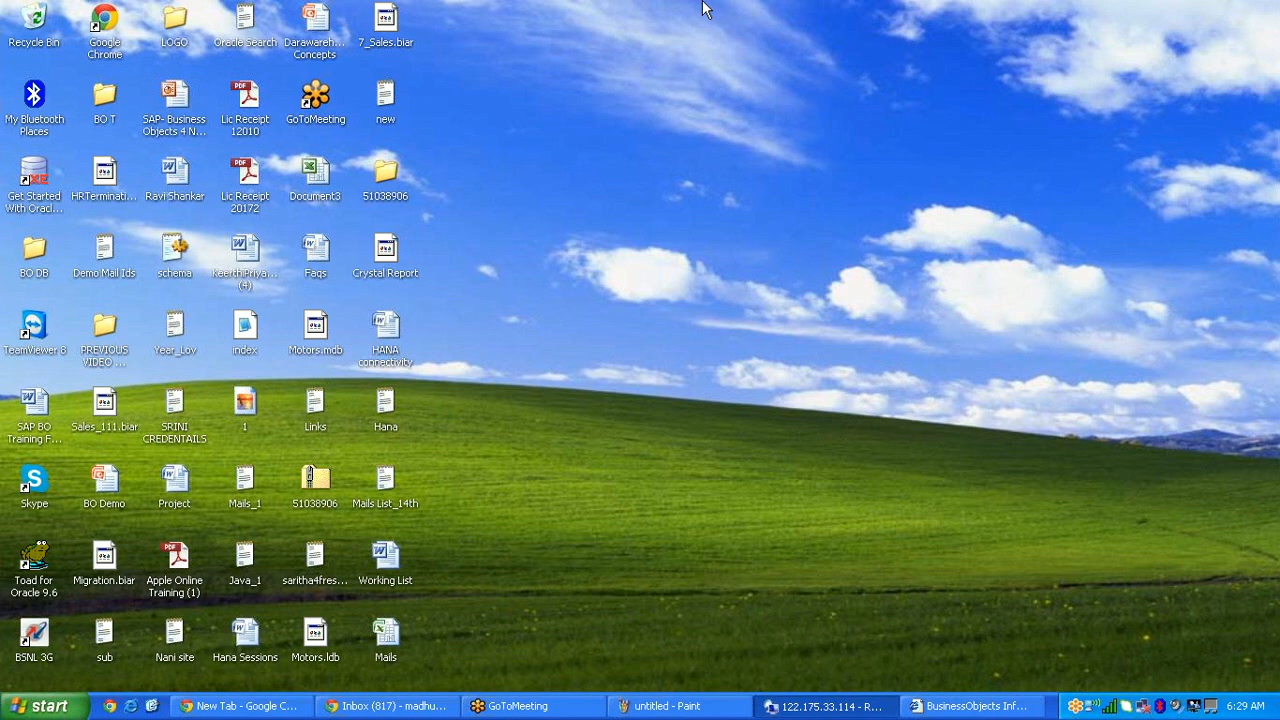 Recycle Bin
Google
Chrome
LOGO
Oracle Search
Darawareh...
Concepts
7_Sales.biar
My Bluetooth
Places
BO T
SAP- Business
Objects 4 N...
Lic Receipt
12010
GoToMeeting
new
Get Started
With Oracl...
HRTerminati...
Ravi Shankar
Lic Receipt
20172
Document3
51038906
BO DB
Demo Mail Ids
schema
KeerthiPriya...
(4)
Faqs
Crystal Report
TeamViewer 8
PREVIOUS
VIDEO ...
Year_Lov
index
Motors.mdb
HANA
connectivity
SAP BO
Training F...
Sales_111.biar
SRINI
CREDENTAILS
1
Links
Hana
Skype
BO Demo
Project
Mails_1
51038906
Mails List_14th
Toad for
Oracle 9.6
Migration.biar
Apple Online
Training (1)
Java_1
saritha4fres...
Working List
BSNL 3G
sub
Nani site
Hana Sessions
Motors.ldb
Mails
start
New Tab - Google C...
Inbox (817) - madhu...
GoToMeeting
untitled - Paint
122.175.33.114 - R...
BusinessObjects Inf...
6:29 AM